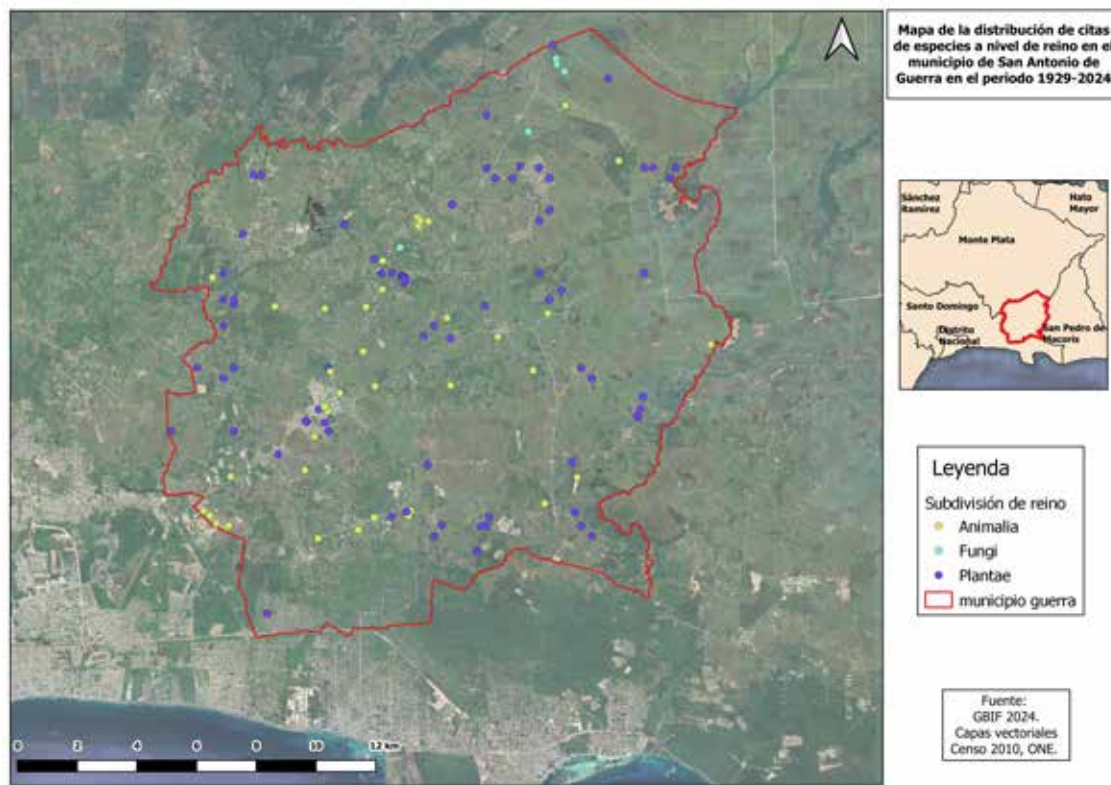 Mapa de la distribución de citas
de especies a nivel de reino en el
municipio de San Antonio de
Guerra en el periodo 1929-2024
Sánchez
Ramírez
Hato
Mayor
Monte Plata
Santo Domingo
Distrito
Nacional
San Pedro de
Macorís
Leyenda
Subdivisión de reino
Animalia
Fungi
Plantae
municipio guerra
Fuente:
GBIF 2024.
Capas vectoriales
Censo 2010, ONE.
0 2 4 6 8 10 12 km